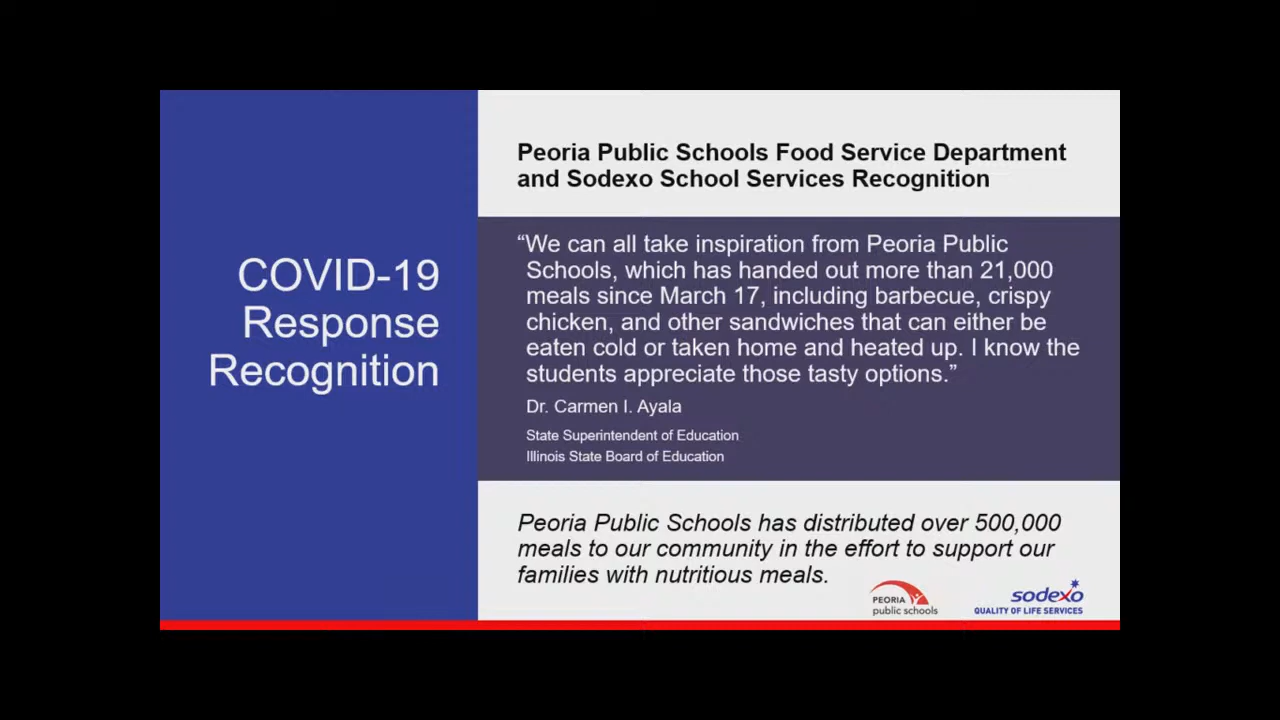 COVID-19
Response
Recognition
Peoria Public Schools Food Service Department
and Sodexo School Services Recognition
“We can all take inspiration from Peoria Public
Schools, which has handed out more than 21,000
meals since March 17, including barbecue, crispy
chicken, and other sandwiches that can either be
eaten cold or taken home and heated up. I know the
students appreciate those tasty options.”
Dr. Carmen I. Ayala
State Superintendent of Education
Illinois State Board of Education
Peoria Public Schools has distributed over 500,000
meals to our community in the effort to support our
families with nutritious meals.
PEORIA
public schools
sodexo
QUALITY OF LIFE SERVICES